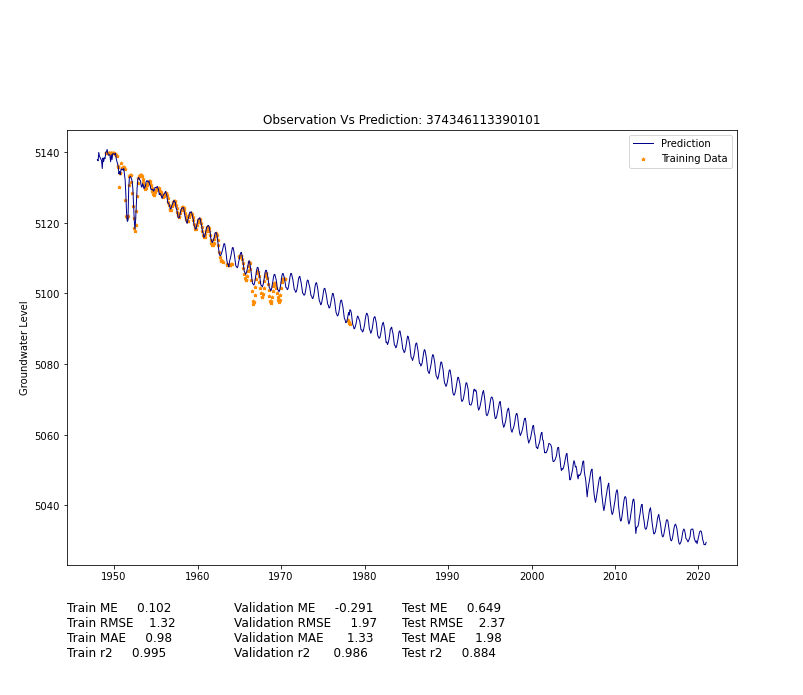 Observation Vs Prediction: 374346113390101
Prediction
Training Data
Groundwater Level
5140
5120
5100
5080
5060
5040
1950 1960 1970 1980 1990 2000 2010 2020
Train ME 0.102 Validation ME -0.291 Test ME 0.649
Train RMSE 1.32 Validation RMSE 1.97 Test RMSE 2.37
Train MAE 0.98 Validation MAE 1.33 Test MAE 1.98
Train r2 0.995 Validation r2 0.986 Test r2 0.884